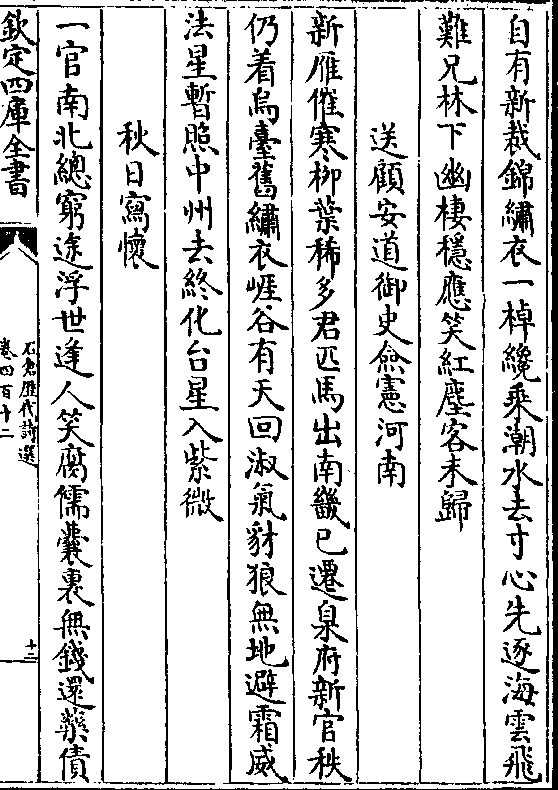 自有新裁錦繡衣一棹纔乘潮水去寸心先逐海雲飛
難兄林下幽棲穩應笑紅塵客未歸
送顧安道御史僉憲河南
新雁催寒柳葉稀多君匹馬出南畿已遷臬府新官秩
仍着烏臺舊繡衣崖谷有天回淑氣豺狼無地避霜威
法星暫照中州去終化台星入紫微
秋日寫懷
一官南北總窮途浮世逢人笑腐儒囊裏無錢還藥債
欽定四庫全書
石倉歷代詩選
卷四百十二
十三